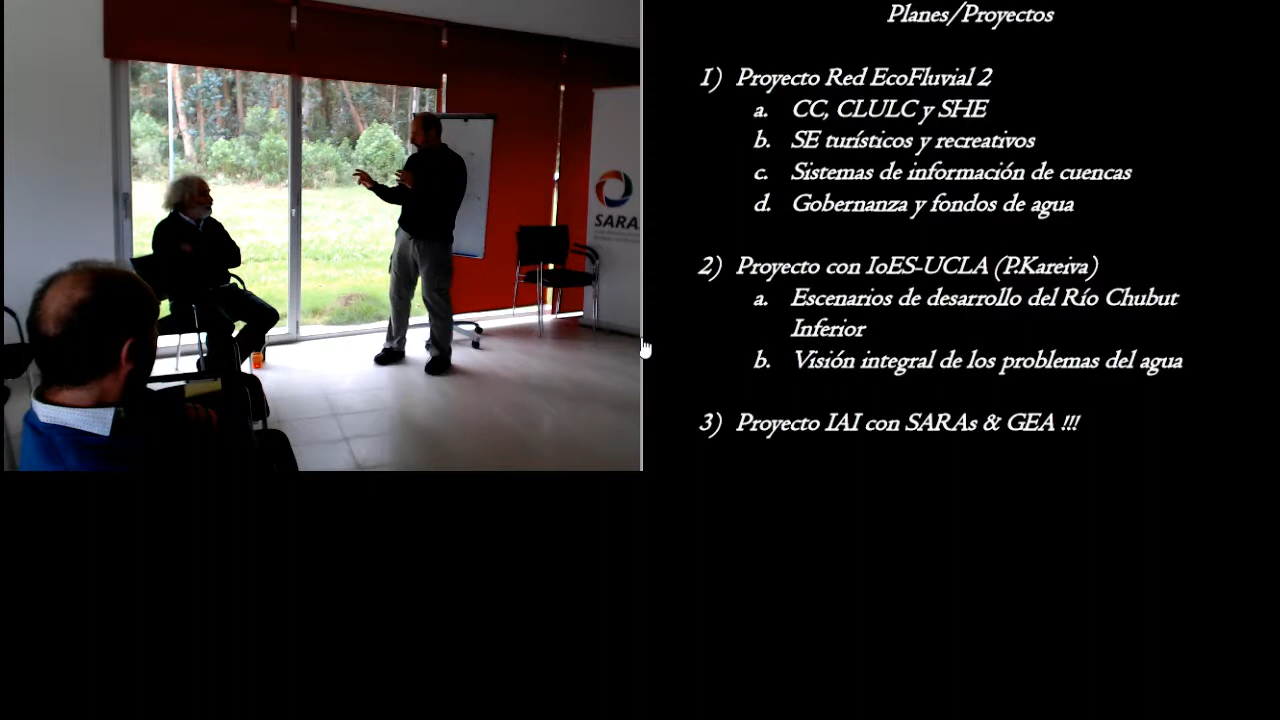 Planes/Proyectos
1) Proyecto Red EcoFluvial 2
a. CC, CLULC y SHE
b. SE turísticos y recreativos
c. Sistemas de información de cuencas
d. Gobernanza y fondos de agua
2) Proyecto con IoES-UCLA (P.Kareiva)
a. Escenarios de desarrollo del Río Chubut
Inferior
b. Visión integral de los problemas del agua
3) Proyecto IAI con SARAs & GEA !!!
SARA